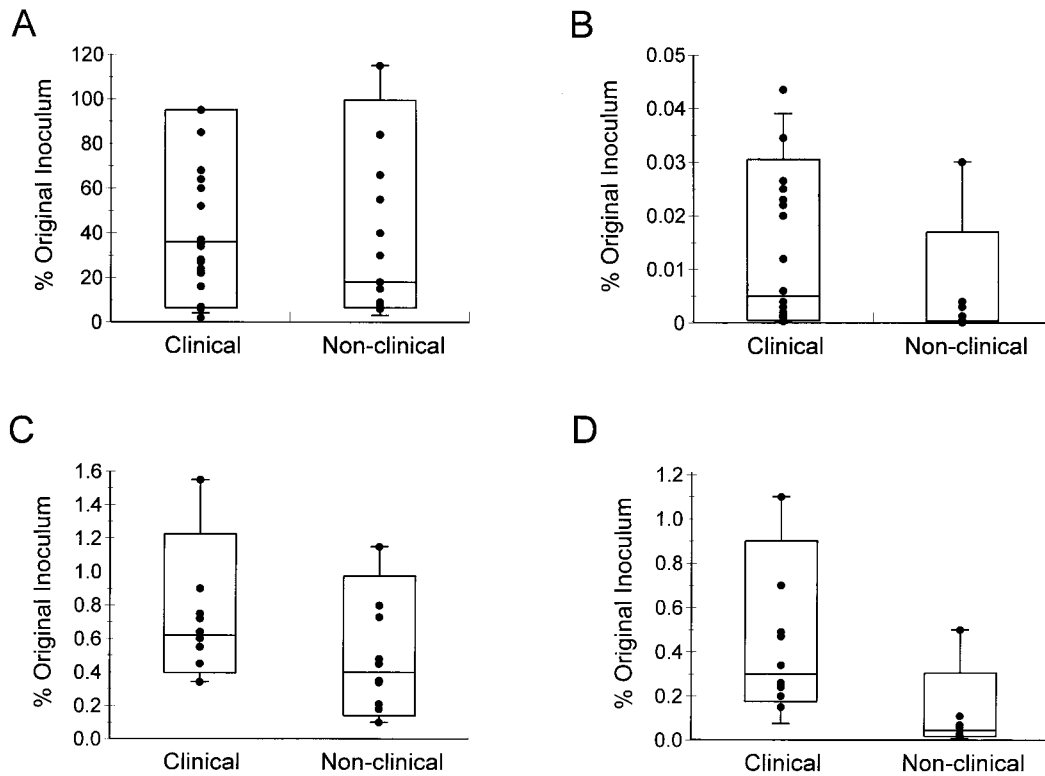 A
% Original Inoculum
120
100
80
60
40
20
0
Clinical
Non-clinical
B
% Original Inoculum
0.05
0.04
0.03
0.02
0.01
0
Clinical
Non-clinical
C
% Original Inoculum
1.6
1.4
1.2
1.0
0.8
0.6
0.4
0.2
0.0
Clinical
Non-clinical
D
% Original Inoculum
1.2
1.0
0.8
0.6
0.4
0.2
0.0
Clinical
Non-clinical